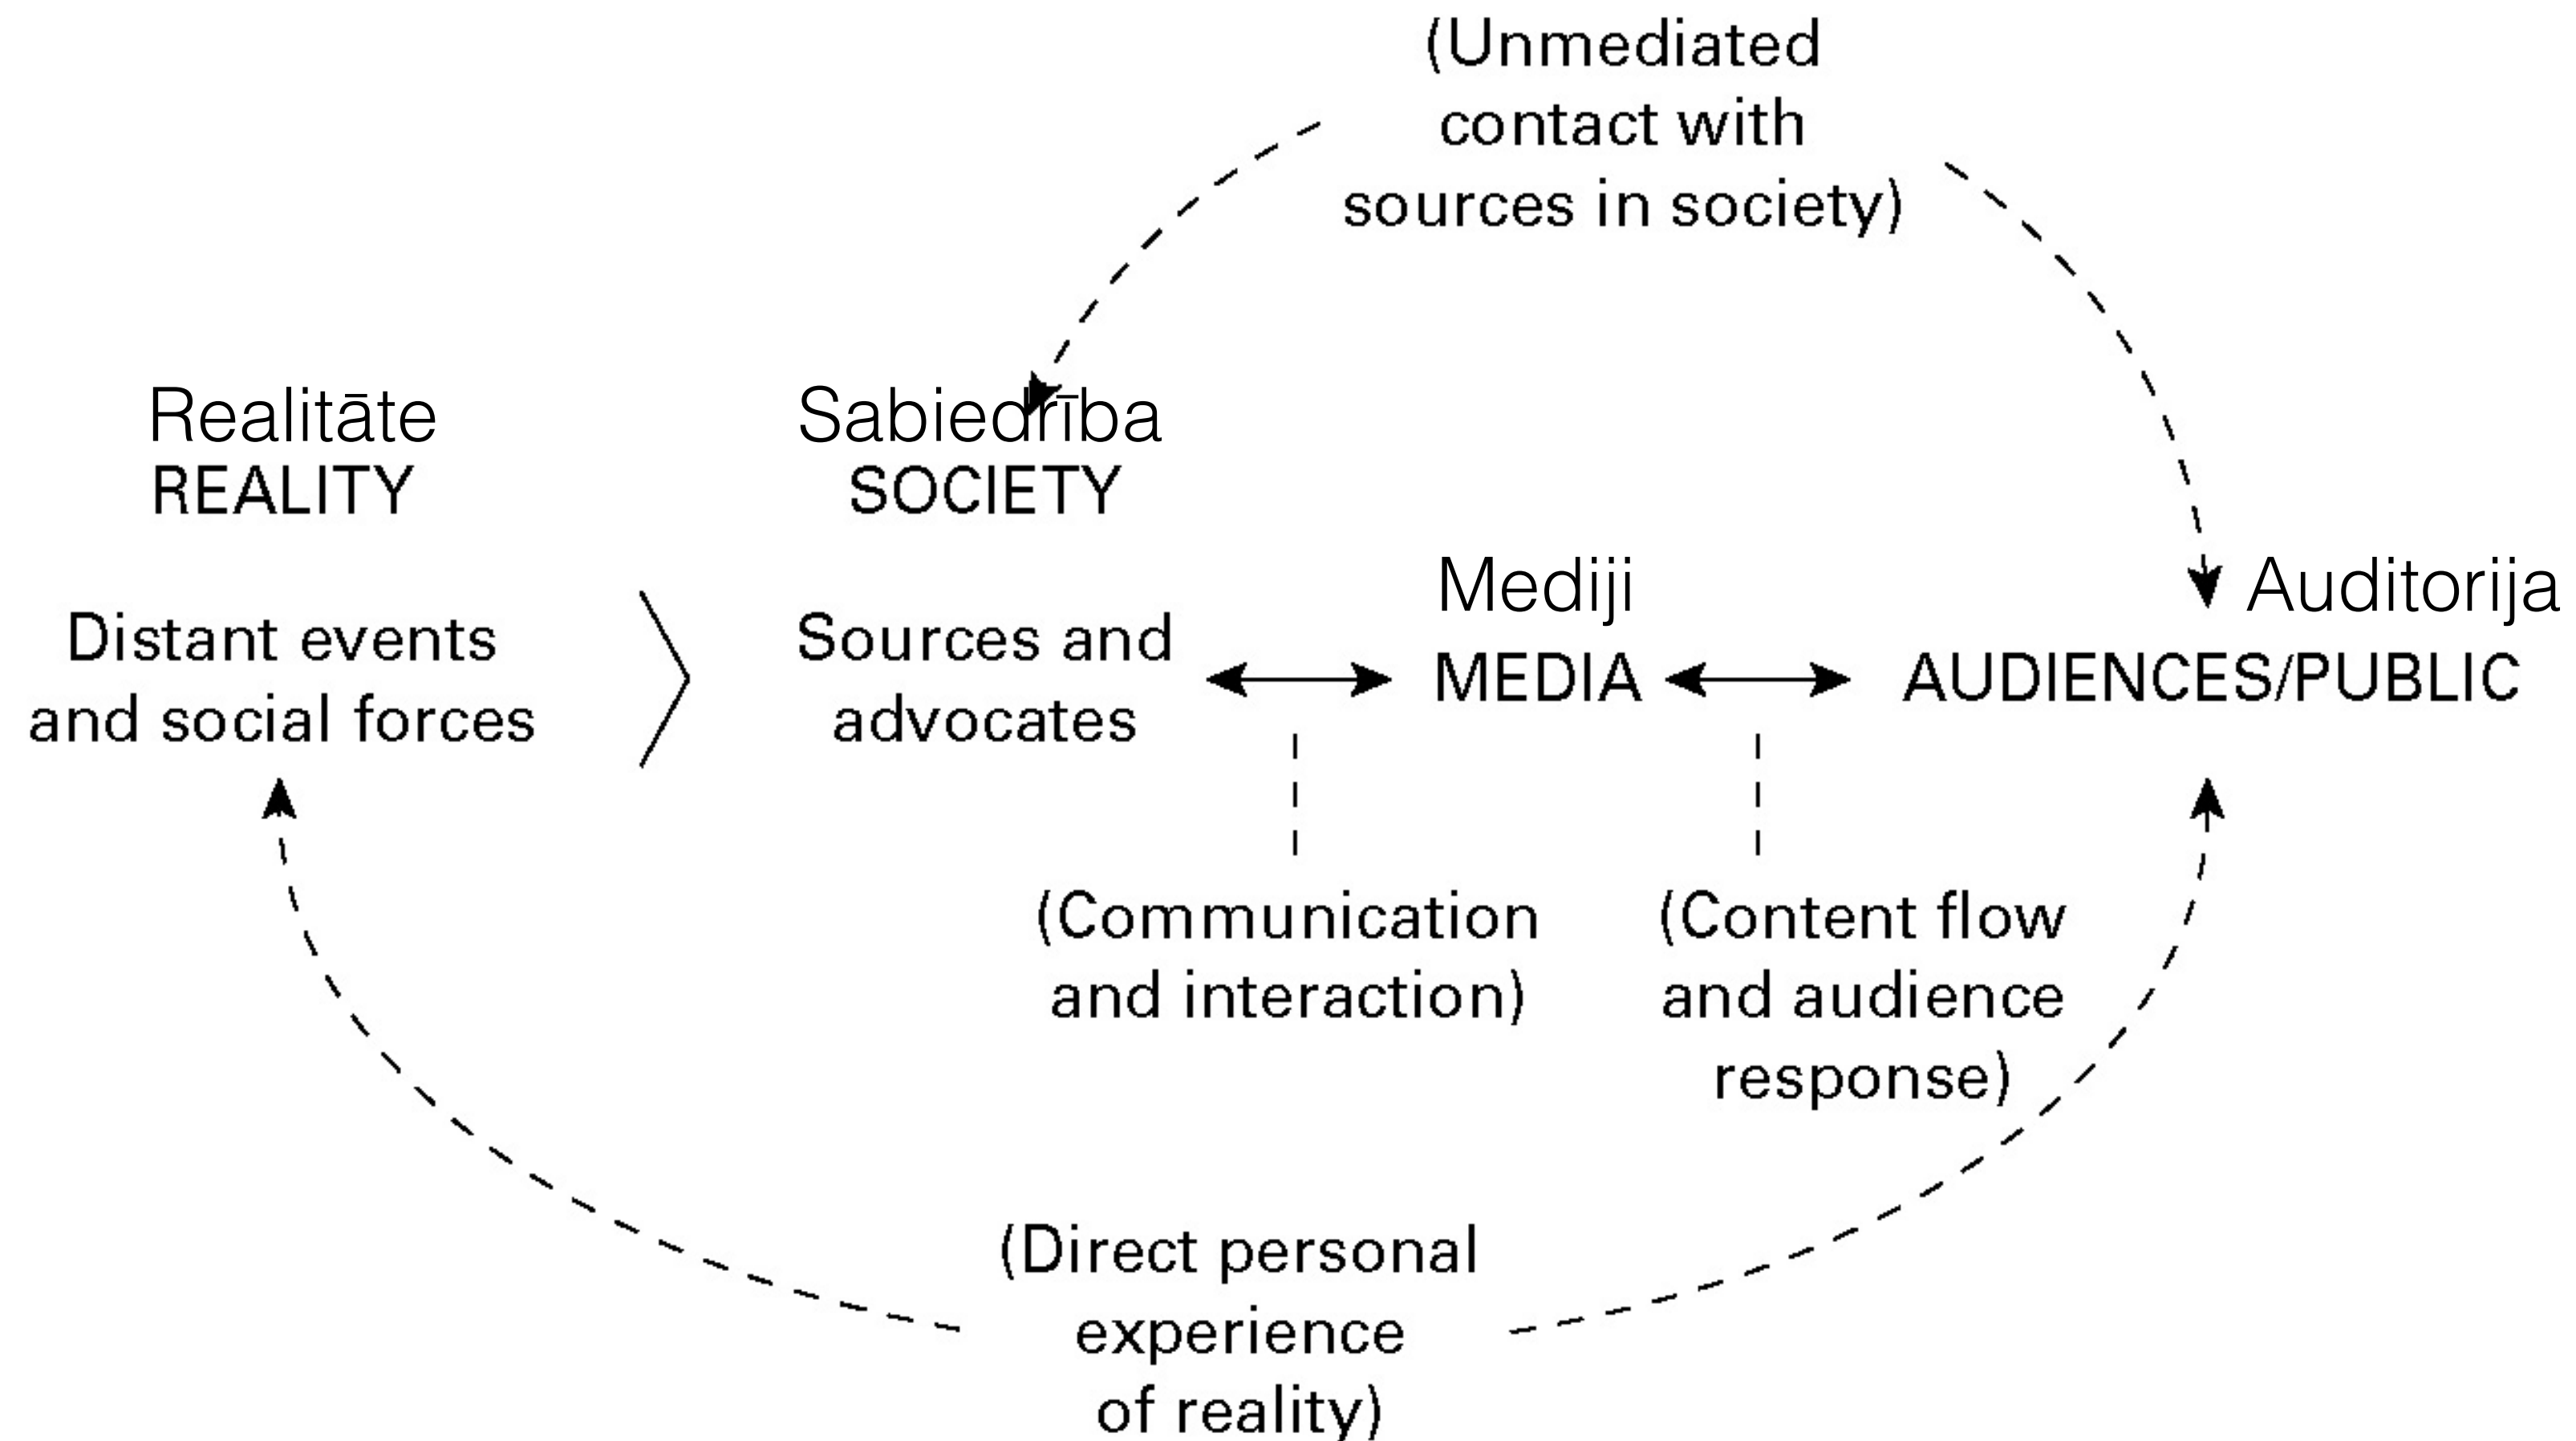 (Unmediated
contact with
sources in society)
Realitāte
REALITY
Distant events
and social forces
Sabiedrība
SOCIETY
Sources and
advocates
Mediji
MEDIA
Auditorija
AUDIENCES/PUBLIC
(Communication
and interaction)
(Content flow
and audience
response)
(Direct personal
experience
of reality)